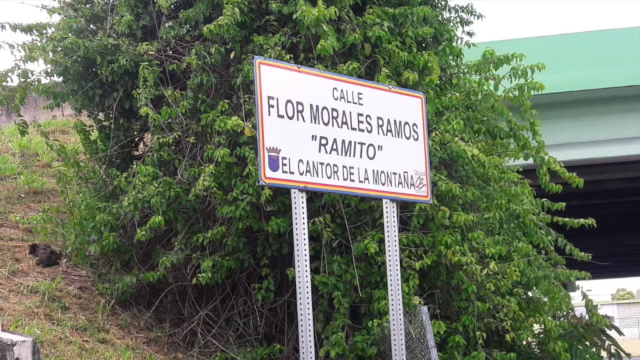 CALLE
FLOR MORALES RAMOS
"RAMITO"
EL CANTOR DE LA MONTAÑA